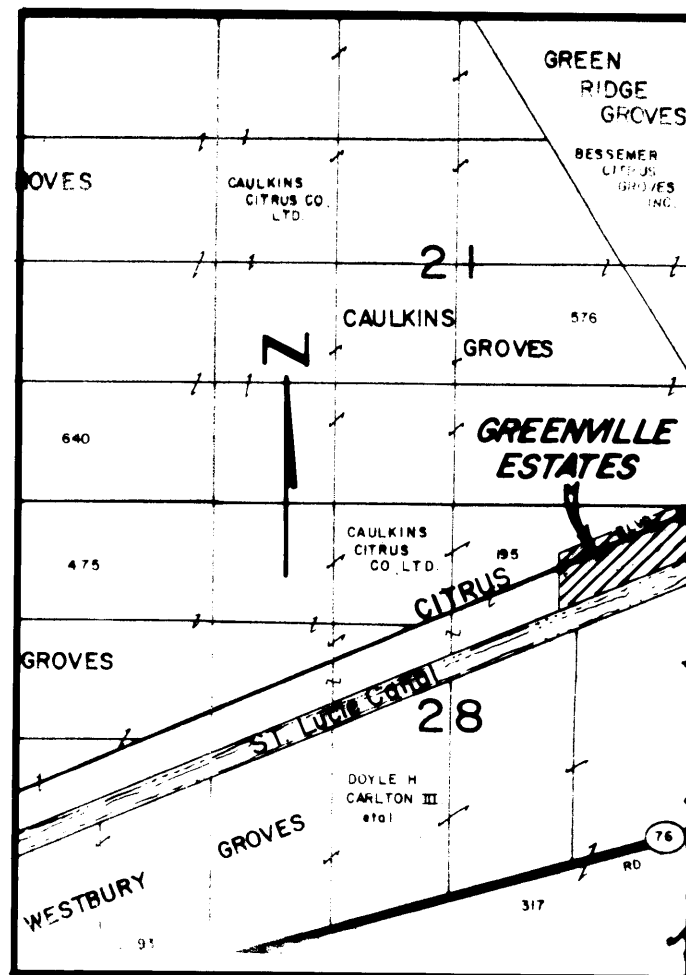 GREEN
RIDGE
GROVES
BESSEMER
CITRUS
GROVES
INC.
OVES
CAULKINS
CITRUS CO.
LTD.
21
CAULKINS
GROVES
576
N
640
GREENVILLE
ESTATES
475
CAULKINS
CITRUS
CO. LTD.
195
CITRUS
BLVD
GROVES
St. Lucie Canal
28
DOYLE H
CARLTON III
etal
WESTBURY GROVES
76
RD
317
93